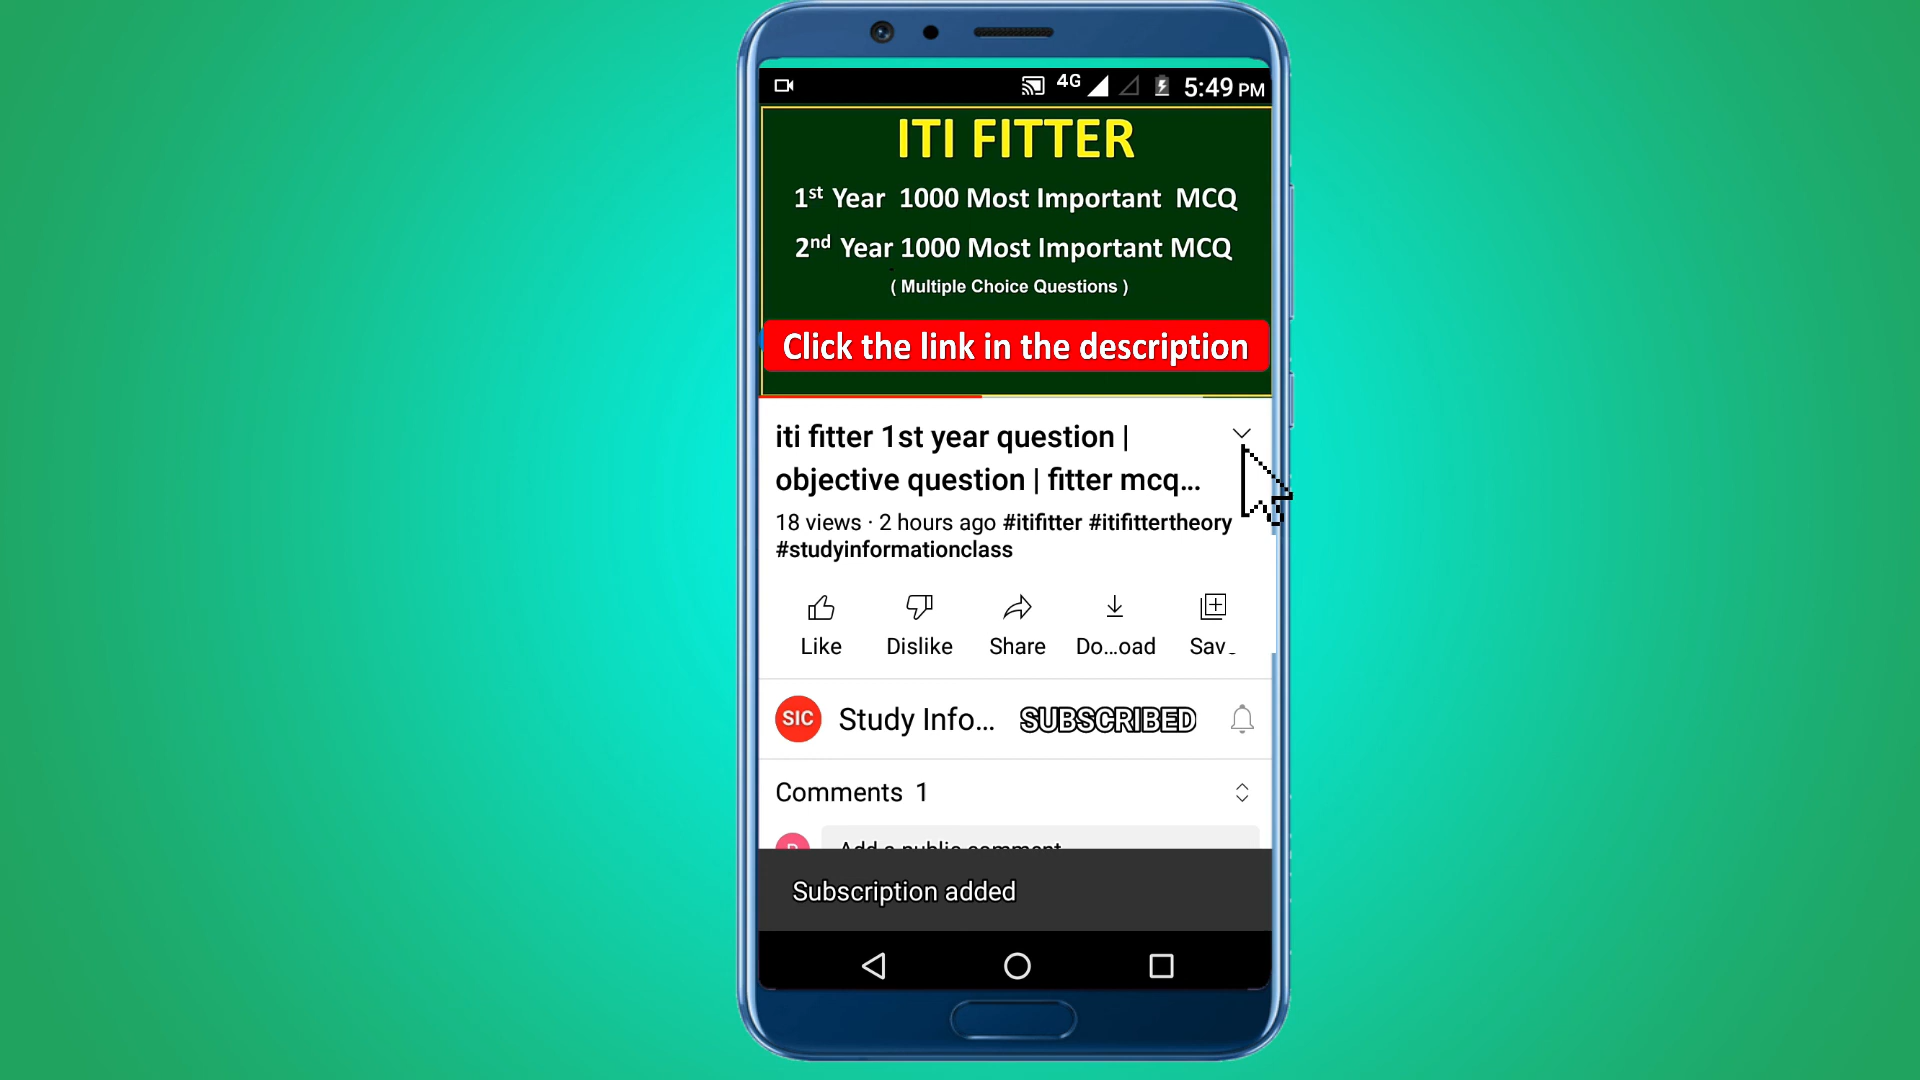 4G 5:49 PM
ITI FITTER
1st Year 1000 Most Important MCQ
2nd Year 1000 Most Important MCQ
( Multiple Choice Questions )
Click the link in the description
iti fitter 1st year question |
objective question | fitter mcq...
18 views · 2 hours ago #itifitter #itifittertheory
#studyinformationclass
Like Dislike Share Do...oad Sav
SIC Study Info... SUBSCRIBED
Comments 1
Add a public comment
Subscription added